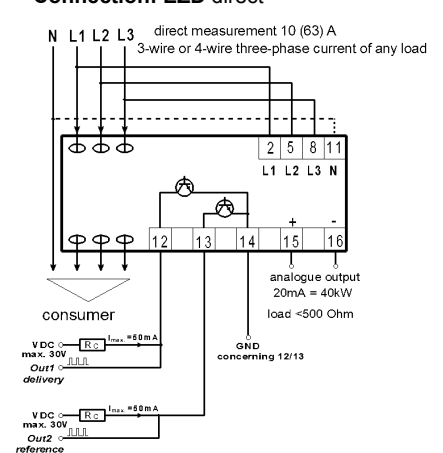 N L1 L2 L3
direct measurement 10 (63) A
3-wire or 4-wire three-phase current of any load
2 5 8 11
L1 L2 L3 N
+ -
12 13 14 15 16
analogue output
20mA = 40kW
load <500 Ohm
consumer
GND
concerning 12/13
VDC
max. 30V
Rc
Imax. =50mA
Out1
delivery
VDC
max. 30V
Rc
Imax. =50mA
Out2
reference